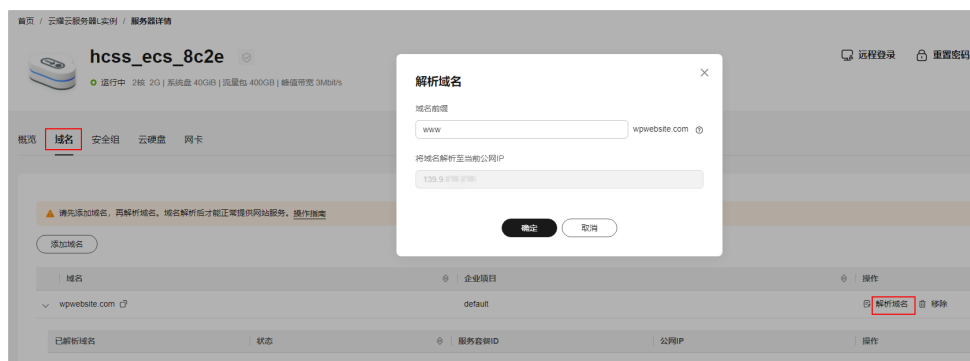 首页 / 云耀云服务器L实例 / 服务器详情
hcss_ecs_8c2e
运行中 2核 2G | 系统盘 40GiB | 流量包 400GB | 峰值带宽 3Mbit/s
远程登录 重置密码
解析域名
域名前缀
www wpwebsite.com
将域名解析至当前公网IP
139.9.
确定 取消
概览 域名 安全组 云硬盘 网卡
请先添加域名，再解析域名。域名解析后才能正常提供网站服务。操作指南
添加域名
域名 企业项目 操作
wpwebsite.com default 解析域名 移除
已解析域名 状态 服务套餐ID 公网IP 操作